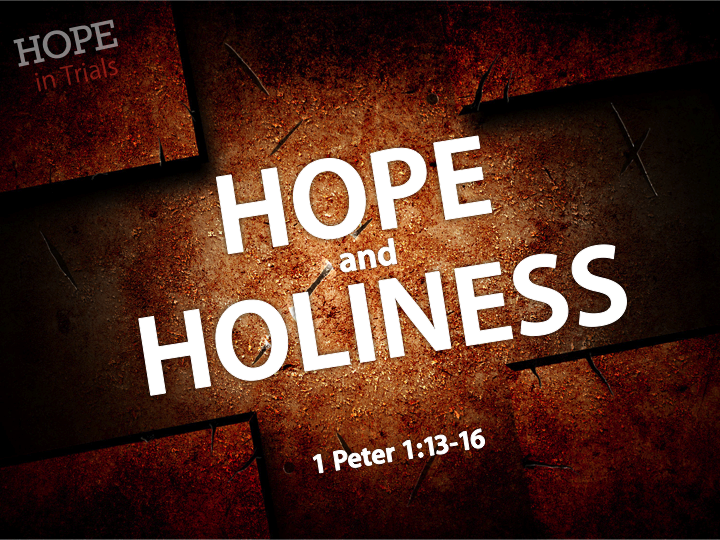 HOPE
in Trials
HOPE
and
HOLINESS
1 Peter 1:13-16